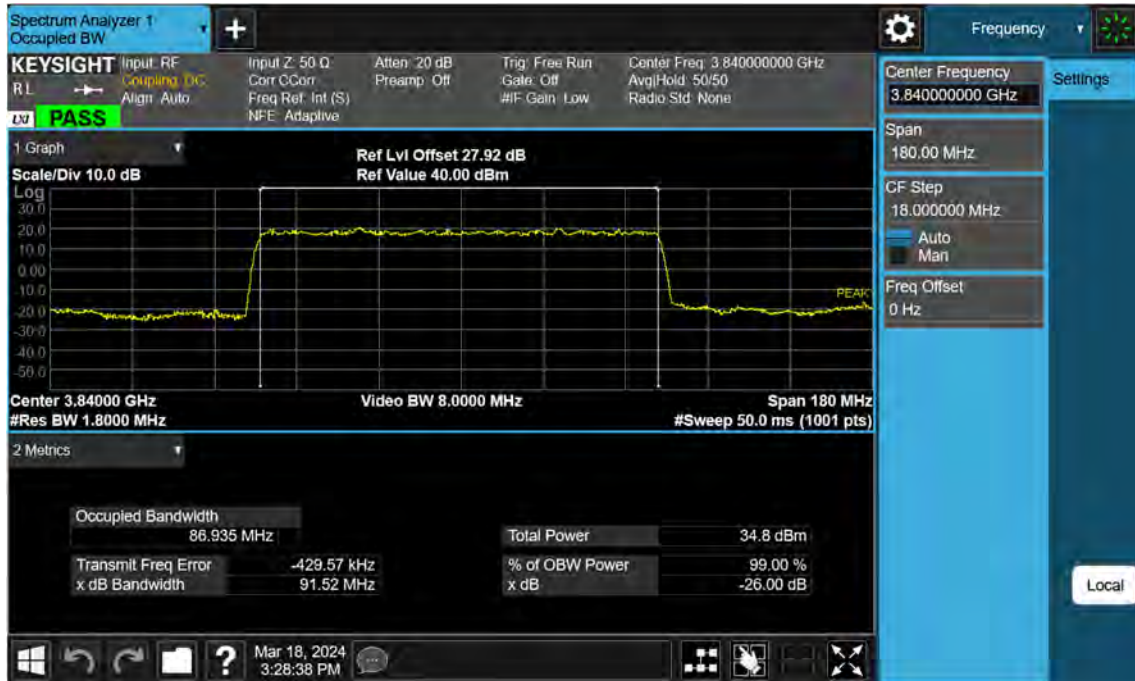 Spectrum Analyzer 1
Occupied BW
+
Frequency
KEYSIGHT
Input: RF
Coupling: DC
Align: Auto
Input Z: 50 Ω
Corr CCorr
Freq Ref: Int (S)
NFE: Adaptive
Atten: 20 dB
Preamp: Off
Trig: Free Run
Gate: Off
#IF Gain: Low
Center Freq: 3.840000000 GHz
Avg|Hold: 50/50
Radio Std: None
R L
LXI
PASS
Center Frequency
3.840000000 GHz
Settings
Span
180.00 MHz
CF Step
18.000000 MHz
Auto
Man
Freq Offset
0 Hz
1 Graph
Scale/Div 10.0 dB
Ref Lvl Offset 27.92 dB
Ref Value 40.00 dBm
Log
30.0
20.0
10.0
0.00
-10.0
-20.0
-30.0
-40.0
-50.0
PEAK
Center 3.84000 GHz
#Res BW 1.8000 MHz
Video BW 8.0000 MHz
Span 180 MHz
#Sweep 50.0 ms (1001 pts)
2 Metrics
Occupied Bandwidth
86.935 MHz
Transmit Freq Error -429.57 kHz
x dB Bandwidth 91.52 MHz
Total Power 34.8 dBm
% of OBW Power 99.00 %
x dB -26.00 dB
Local
?
Mar 18, 2024
3:28:38 PM